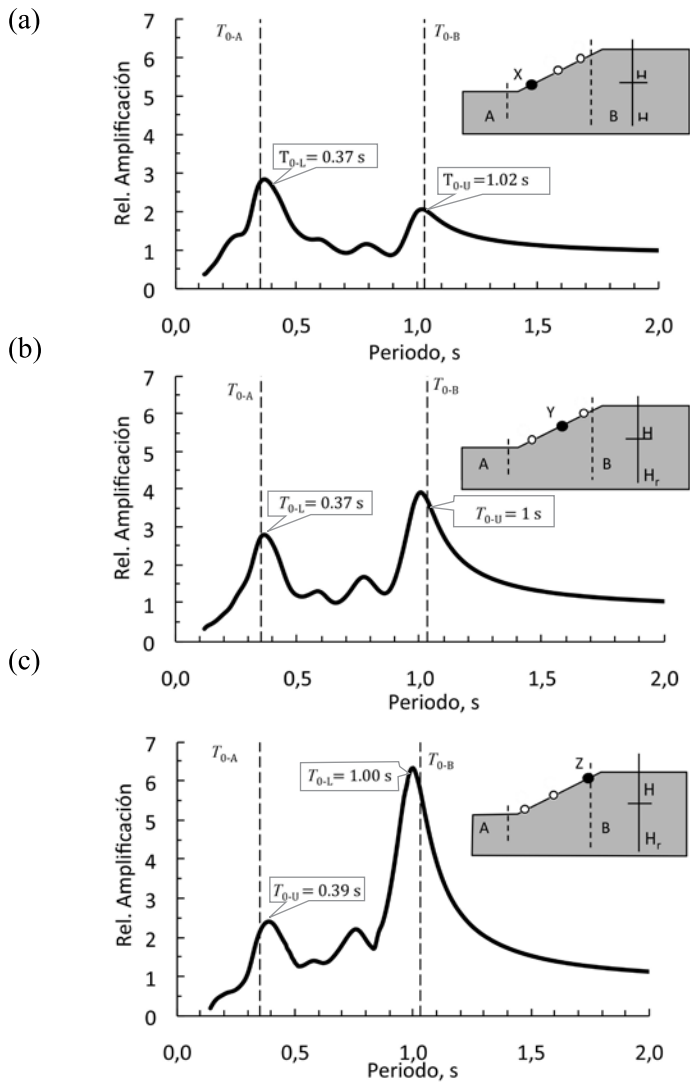 (a)
T0-A
T0-B
7
6
5
4
3
2
1
0
Rel. Amplificación
T0-L = 0.37 s
T0-U = 1.02 s
X
A
B
H
H
0,0
0,5
1,0
1,5
2,0
Periodo, s
(b)
T0-A
T0-B
7
6
5
4
3
2
1
0
Rel. Amplificación
T0-L = 0.37 s
T0-U = 1 s
Y
A
B
H
Hr
0,0
0,5
1,0
1,5
2,0
Periodo, s
(c)
T0-A
T0-B
7
6
5
4
3
2
1
0
Rel. Amplificación
T0-L = 1.00 s
T0-U = 0.39 s
Z
A
B
H
Hr
0,0
0,5
1,0
1,5
2,0
Periodo, s